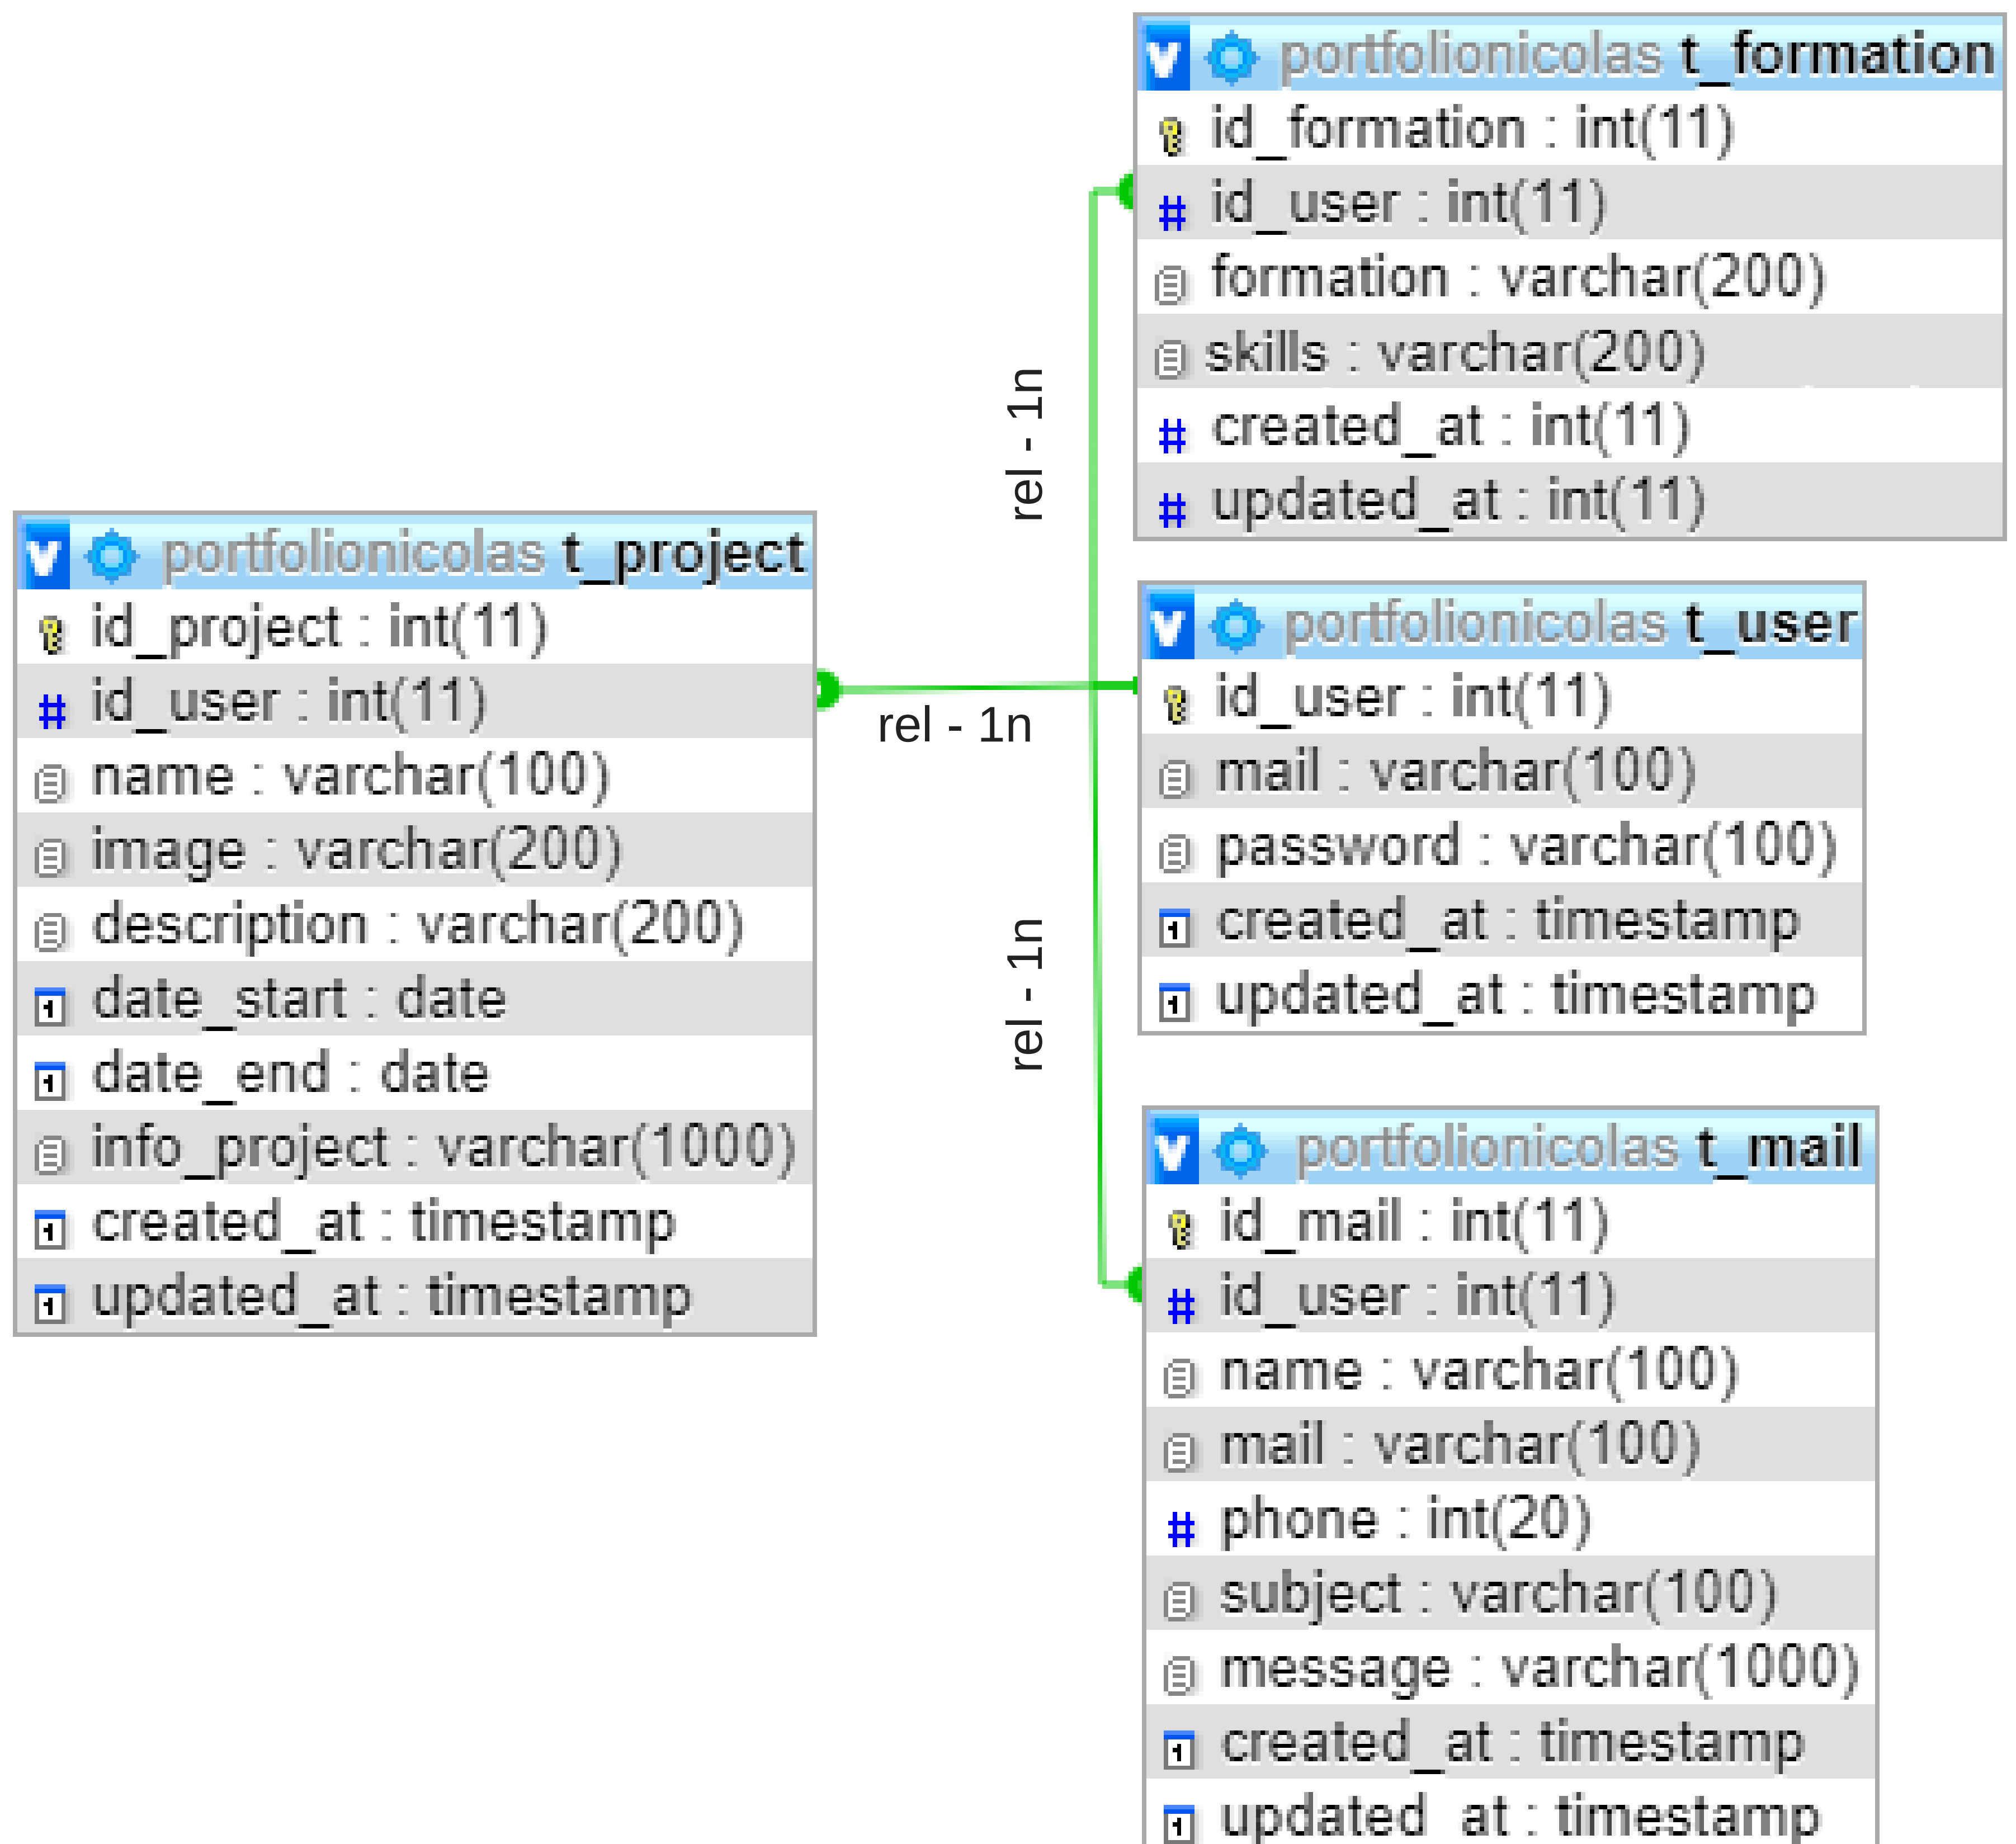 portfolionicolas t_formation
id_formation : int(11)
id_user : int(11)
formation : varchar(200)
skills : varchar(200)
created_at : int(11)
updated_at : int(11)
rel - 1n
portfolionicolas t_project
id_project : int(11)
id_user : int(11)
name : varchar(100)
image : varchar(200)
description : varchar(200)
date_start : date
date_end : date
info_project : varchar(1000)
created_at : timestamp
updated_at : timestamp
rel - 1n
portfolionicolas t_user
id_user : int(11)
mail : varchar(100)
password : varchar(100)
created_at : timestamp
updated_at : timestamp
rel - 1n
portfolionicolas t_mail
id_mail : int(11)
id_user : int(11)
name : varchar(100)
mail : varchar(100)
phone : int(20)
subject : varchar(100)
message : varchar(1000)
created_at : timestamp
updated_at : timestamp